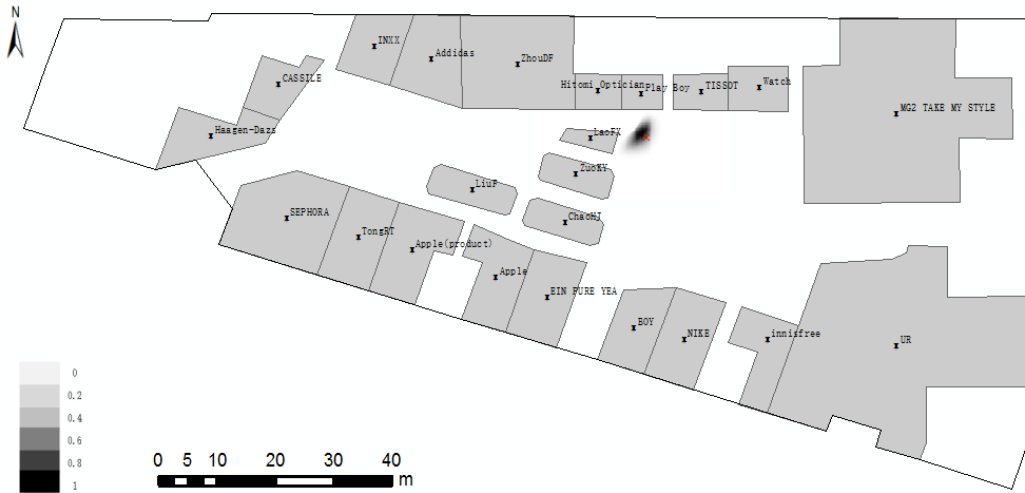 N
INXX
Addidas
ZhouDF
CASSILE
Hitomi Optician
Play Boy
TISSOT
Watch
MG2 TAKE MY STYLE
Haagen-Dazs
LaoFX
ZuoKY
LiuF
SEPHORA
TongRT
Apple(product)
ChaoHJ
Apple
EIN FURE YEA
BOY
NIKE
innisfree
UR
0
0.2
0.4
0.6
0.8
1
0 5 10 20 30 40
m